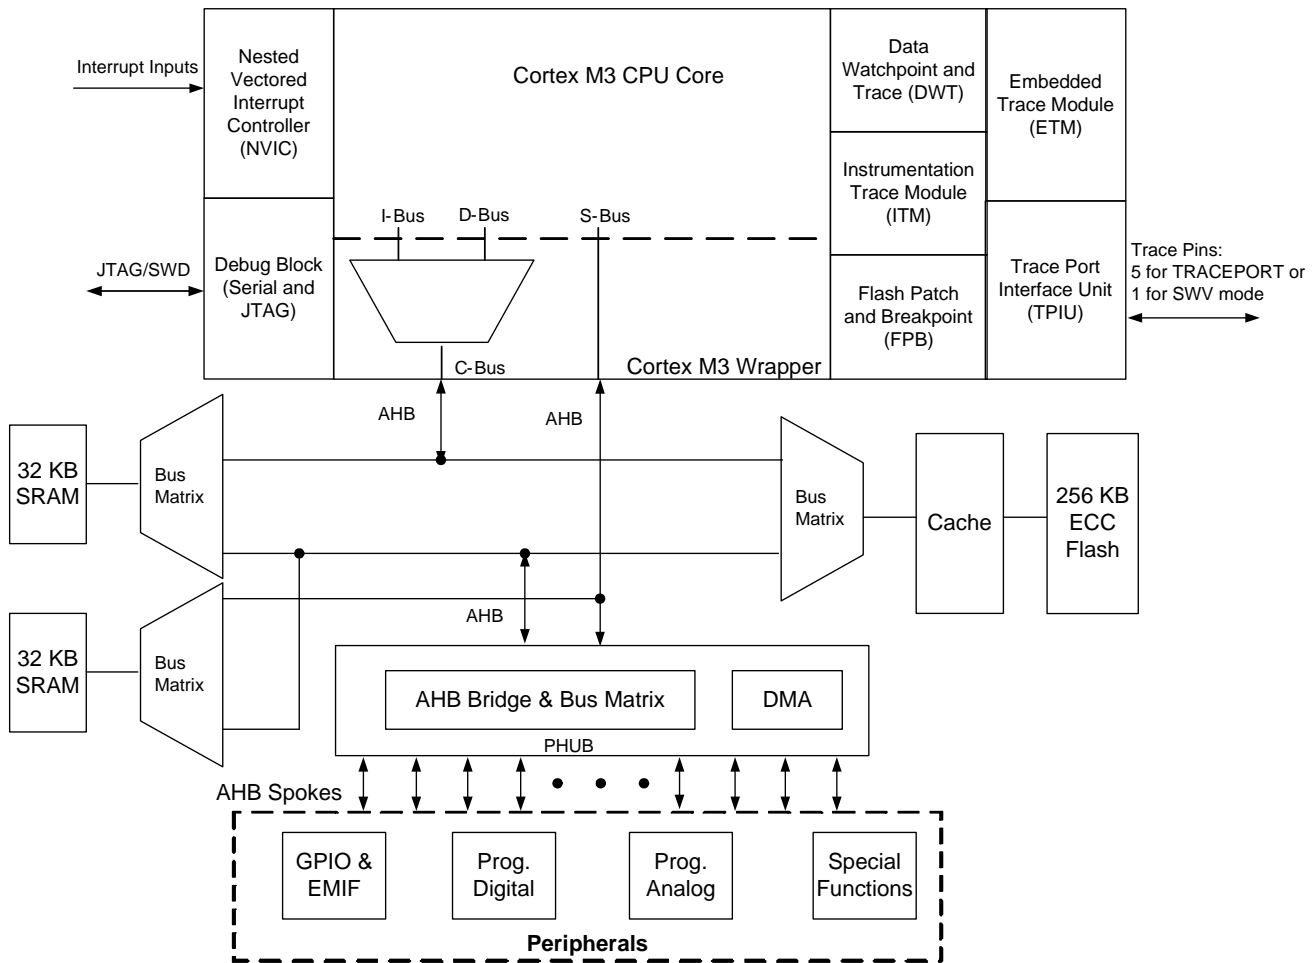 Interrupt Inputs
Nested
Vectored
Interrupt
Controller
(NVIC)
Cortex M3 CPU Core
Data
Watchpoint and
Trace (DWT)
Embedded
Trace Module
(ETM)
Instrumentation
Trace Module
(ITM)
I-Bus
D-Bus
S-Bus
JTAG/SWD
Debug Block
(Serial and
JTAG)
Flash Patch
and Breakpoint
(FPB)
Trace Port
Interface Unit
(TPIU)
Trace Pins:
5 for TRACEPORT or
1 for SWV mode
C-Bus
Cortex M3 Wrapper
AHB
AHB
32 KB
SRAM
Bus
Matrix
Bus
Matrix
Cache
256 KB
ECC
Flash
AHB
32 KB
SRAM
Bus
Matrix
AHB Bridge & Bus Matrix
DMA
PHUB
AHB Spokes
GPIO &
EMIF
Prog.
Digital
Prog.
Analog
Special
Functions
Peripherals